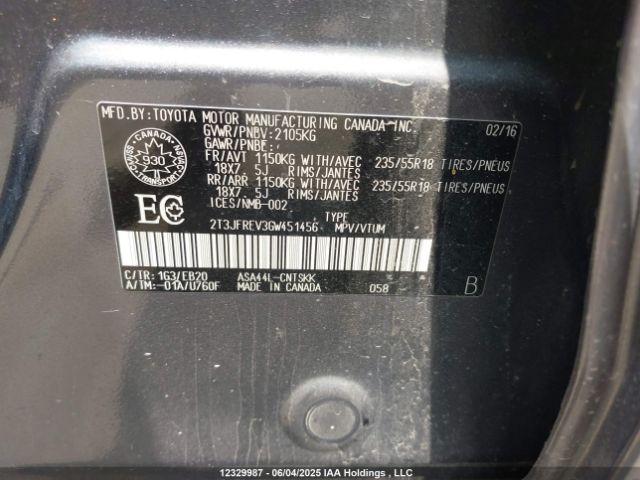 MFD.BY:TOYOTA MOTOR MANUFACTURING CANADA INC. 02/16
GVWR/PNBV:2105KG
GAWR/PNBE:
FR/AVT 1150KG WITH/AVEC 235/55R18 TIRES/PNEUS
18X7.5J RIMS/JANTES
RR/ARR 1150KG WITH/AVEC 235/55R18 TIRES/PNEUS
18X7.5J RIMS/JANTES
ICES/NMB-002
CANADA
930
TRANSPORT
EC
TYPE
2T3JFREV3GW451456 MPV/VTUM
C/TR: 1G3/EB20 ASA44L-CNTSKK
A/TM: -01A/U760F MADE IN CANADA 058 B
12329987 - 06/04/2025 IAA Holdings , LLC